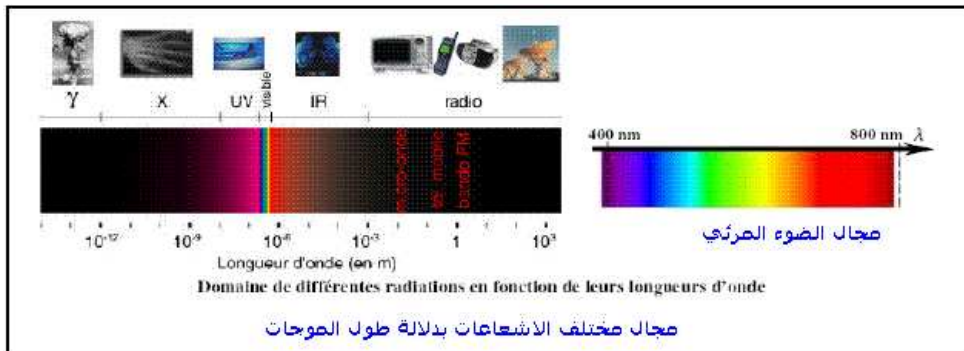 γ X UV visible IR radio
micro-onde
tél. mobile
bande FM
400 nm 800 nm λ
مجال الضوء المرئي
10⁻¹² 10⁻⁹ 10⁻⁶ 10⁻³ 1 10³
Longueur d'onde (en m)
Domaine de différentes radiations en fonction de leurs longueurs d'onde
مجال مختلف الاشعاعات بدلالة طول الموجات